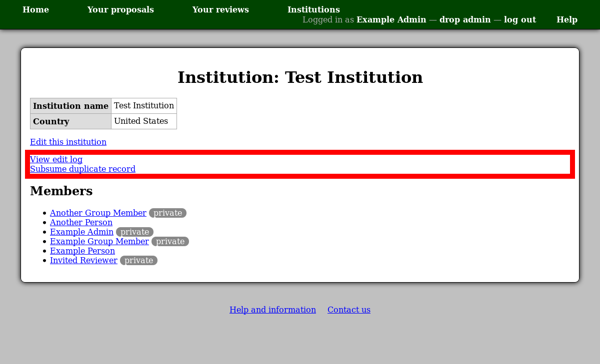 Home Your proposals Your reviews Institutions
Logged in as Example Admin — drop admin — log out Help
Institution: Test Institution
Institution name Test Institution
Country United States
Edit this institution
View edit log
Subsume duplicate record
Members
Another Group Member private
Another Person
Example Admin private
Example Group Member private
Example Person
Invited Reviewer private
Help and information Contact us